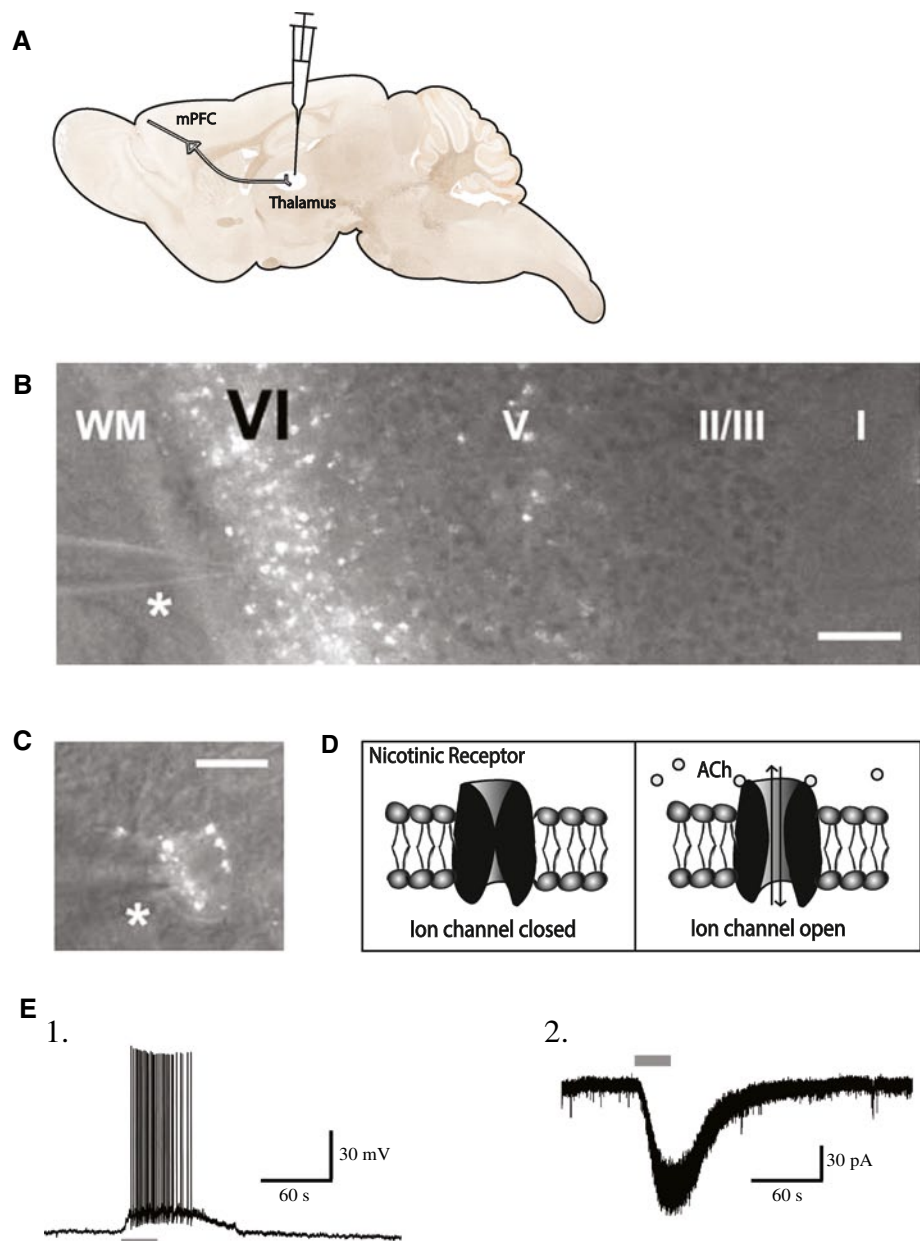 A
mPFC
Thalamus
B
WM VI V II/III I
*
C
*
D
Nicotinic Receptor
Ion channel closed
ACh
Ion channel open
E
1.
30 mV
60 s
2.
30 pA
60 s